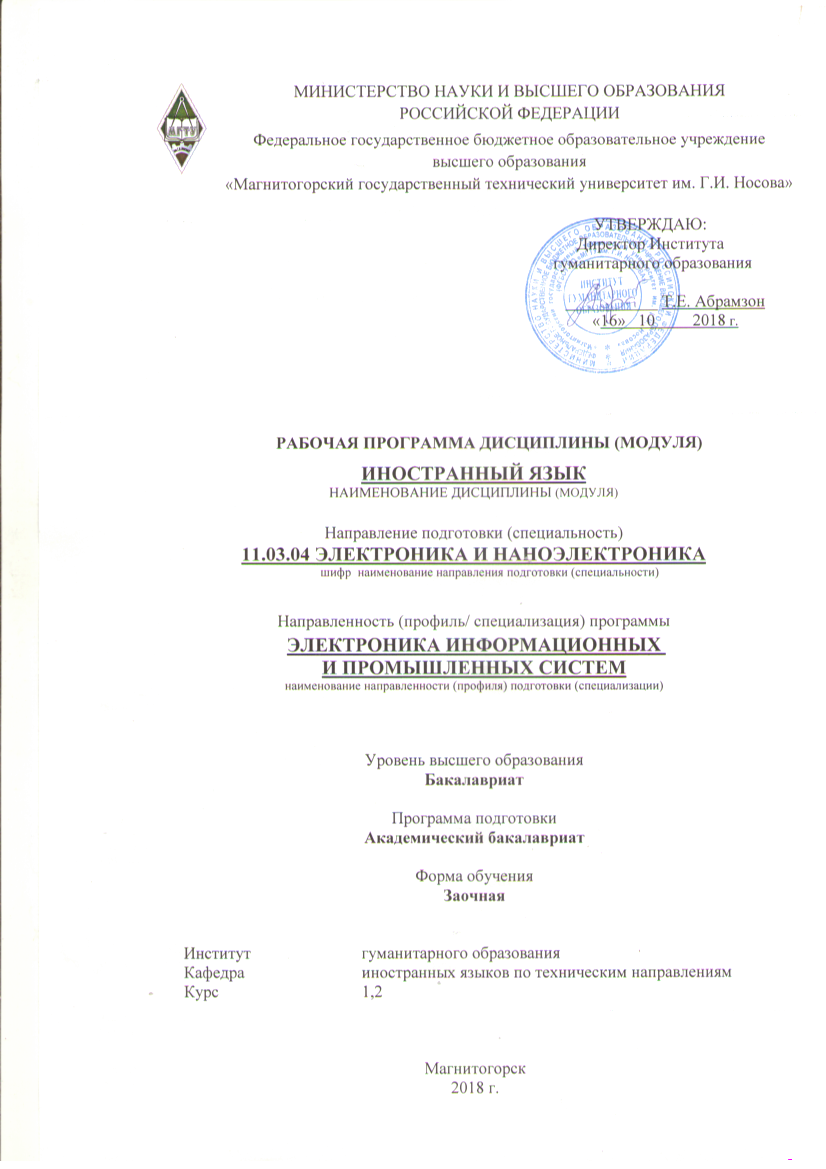 МИНИСТЕРСТВО НАУКИ И ВЫСШЕГО ОБРАЗОВАНИЯ
РОССИЙСКОЙ ФЕДЕРАЦИИ
Федеральное государственное бюджетное образовательное учреждение
высшего образования
«Магнитогорский государственный технический университет им. Г.И. Носова»
МГТУ
УТВЕРЖДАЮ:
Директор Института
гуманитарного образования
ИНСТИТУТ
ГУМАНИТАРНОГО
ОБРАЗОВАНИЯ
Т.Е. Абрамзон
«16» 10 2018 г.
РАБОЧАЯ ПРОГРАММА ДИСЦИПЛИНЫ (МОДУЛЯ)
ИНОСТРАННЫЙ ЯЗЫК
НАИМЕНОВАНИЕ ДИСЦИПЛИНЫ (МОДУЛЯ)
Направление подготовки (специальность)
11.03.04 ЭЛЕКТРОНИКА И НАНОЭЛЕКТРОНИКА
шифр наименование направления подготовки (специальности)
Направленность (профиль/ специализация) программы
ЭЛЕКТРОНИКА ИНФОРМАЦИОННЫХ
И ПРОМЫШЛЕННЫХ СИСТЕМ
наименование направленности (профиля) подготовки (специализации)
Уровень высшего образования
Бакалавриат
Программа подготовки
Академический бакалавриат
Форма обучения
Заочная
Институт гуманитарного образования
Кафедра иностранных языков по техническим направлениям
Курс 1,2
Магнитогорск
2018 г.